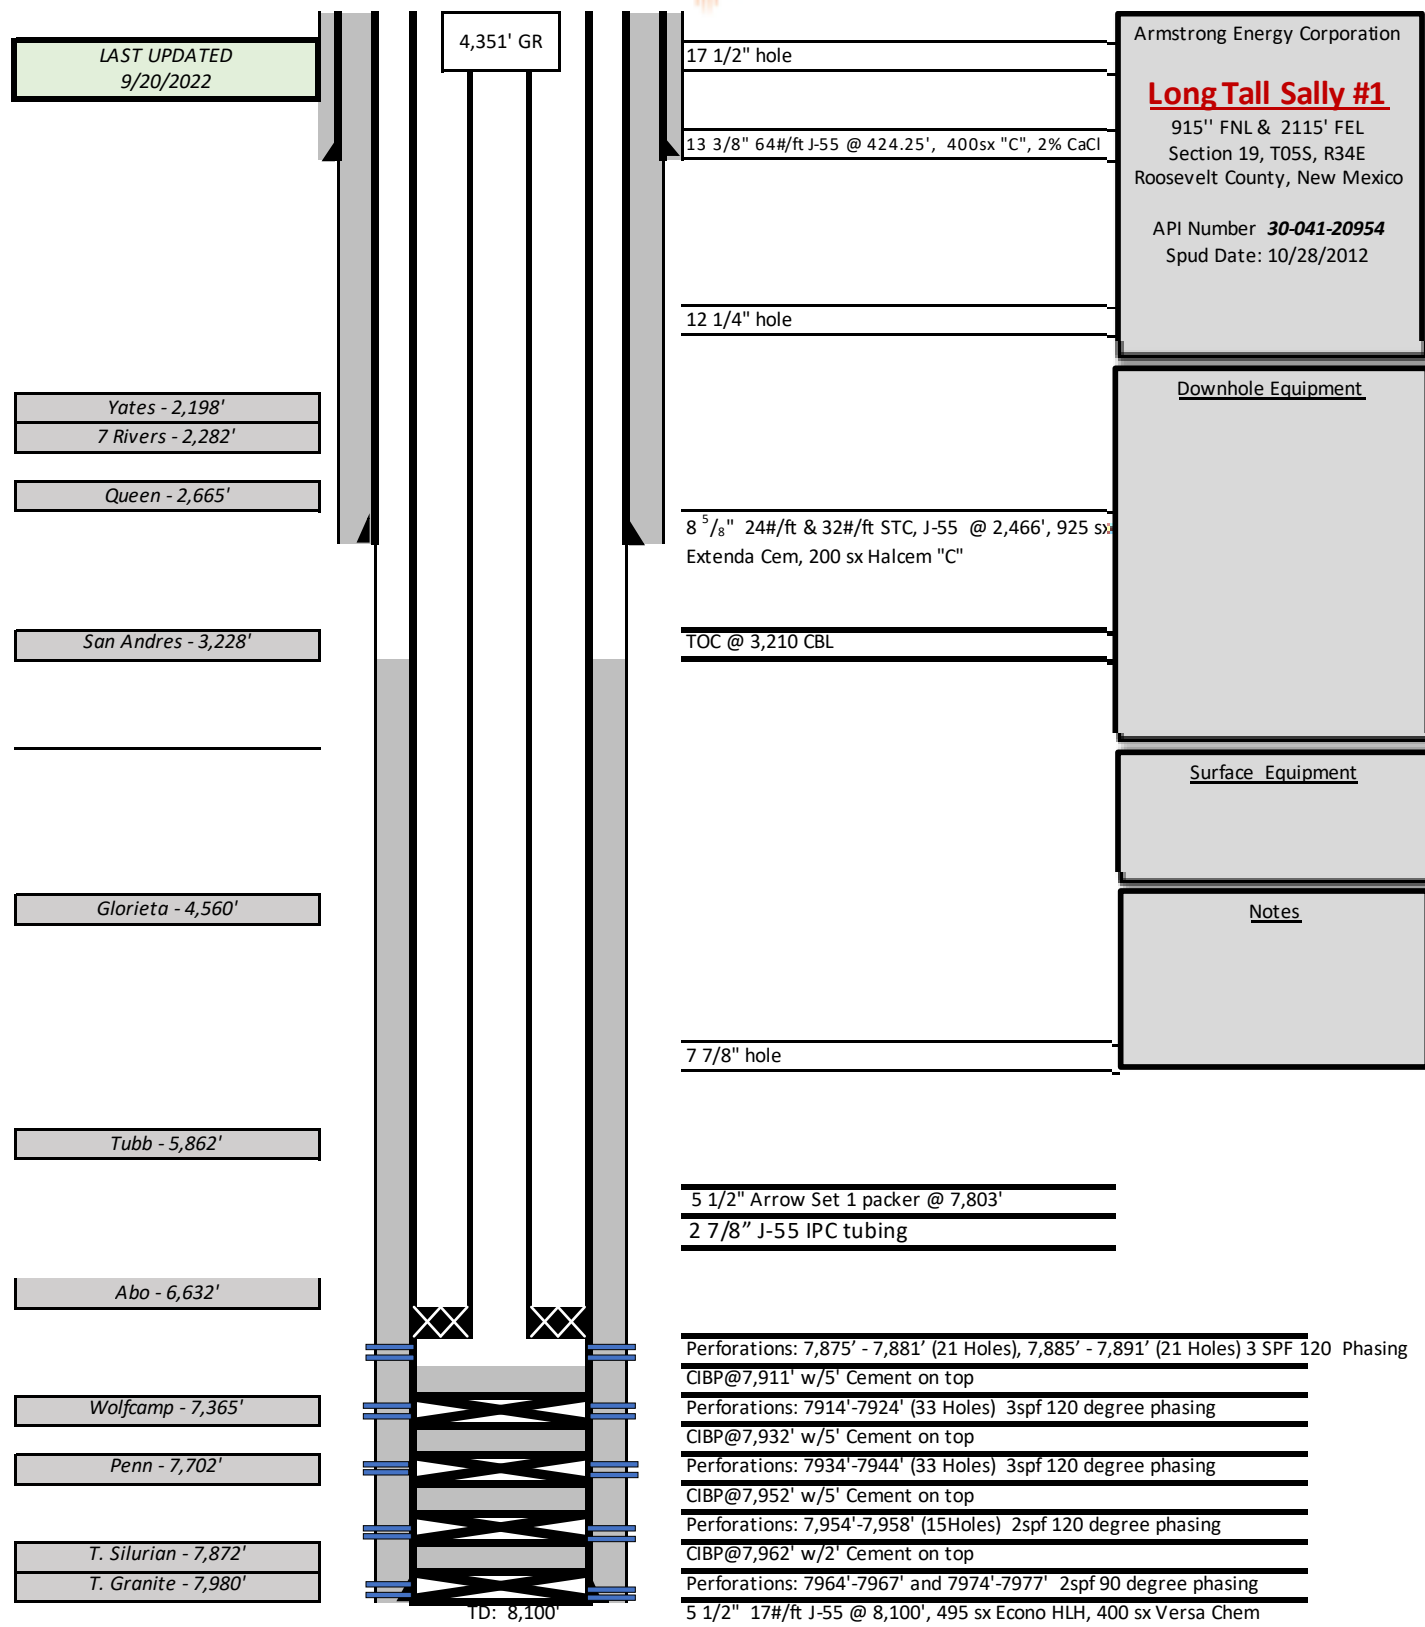 4,351' GR
LAST UPDATED
9/20/2022
17 1/2" hole
13 3/8" 64#/ft J-55 @ 424.25', 400sx "C", 2% CaCl
Armstrong Energy Corporation
Long Tall Sally #1
915'' FNL & 2115' FEL
Section 19, T05S, R34E
Roosevelt County, New Mexico
API Number 30-041-20954
Spud Date: 10/28/2012
12 1/4" hole
Downhole Equipment
Yates - 2,198'
7 Rivers - 2,282'
Queen - 2,665'
8 5/8" 24#/ft & 32#/ft STC, J-55 @ 2,466', 925 sx
Extenda Cem, 200 sx Halcem "C"
San Andres - 3,228'
TOC @ 3,210 CBL
Surface Equipment
Glorieta - 4,560'
Notes
7 7/8" hole
Tubb - 5,862'
5 1/2" Arrow Set 1 packer @ 7,803'
2 7/8” J-55 IPC tubing
Abo - 6,632'
Perforations: 7,875’ - 7,881’ (21 Holes), 7,885’ - 7,891’ (21 Holes) 3 SPF 120 Phasing
CIBP@7,911' w/5' Cement on top
Wolfcamp - 7,365'
Perforations: 7914'-7924' (33 Holes) 3spf 120 degree phasing
CIBP@7,932' w/5' Cement on top
Penn - 7,702'
Perforations: 7934'-7944' (33 Holes) 3spf 120 degree phasing
CIBP@7,952' w/5' Cement on top
Perforations: 7,954'-7,958' (15Holes) 2spf 120 degree phasing
T. Silurian - 7,872'
CIBP@7,962' w/2' Cement on top
T. Granite - 7,980'
Perforations: 7964'-7967' and 7974'-7977' 2spf 90 degree phasing
TD: 8,100'
5 1/2" 17#/ft J-55 @ 8,100', 495 sx Econo HLH, 400 sx Versa Chem